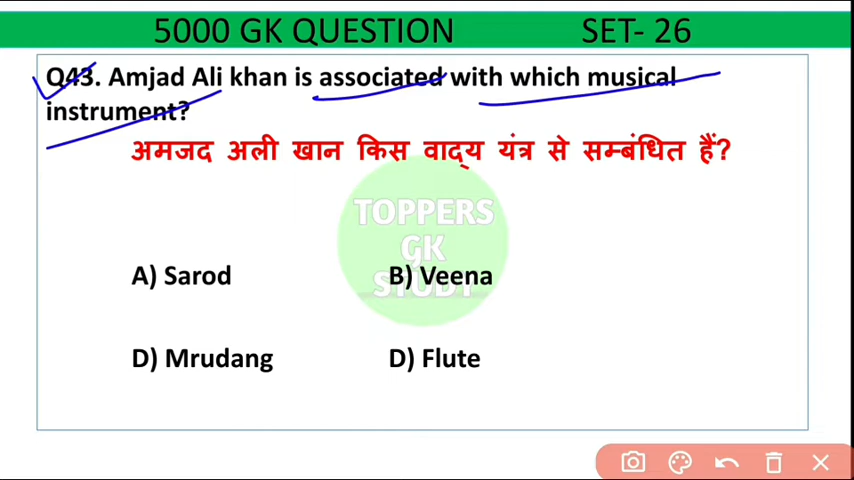 5000 GK QUESTION SET- 26
Q43. Amjad Ali khan is associated with which musical
instrument?
अमजद अली खान किस वाद्य यंत्र से सम्बंधित हैं?
TOPPERS
GK
STUDY
A) Sarod B) Veena
D) Mrudang D) Flute